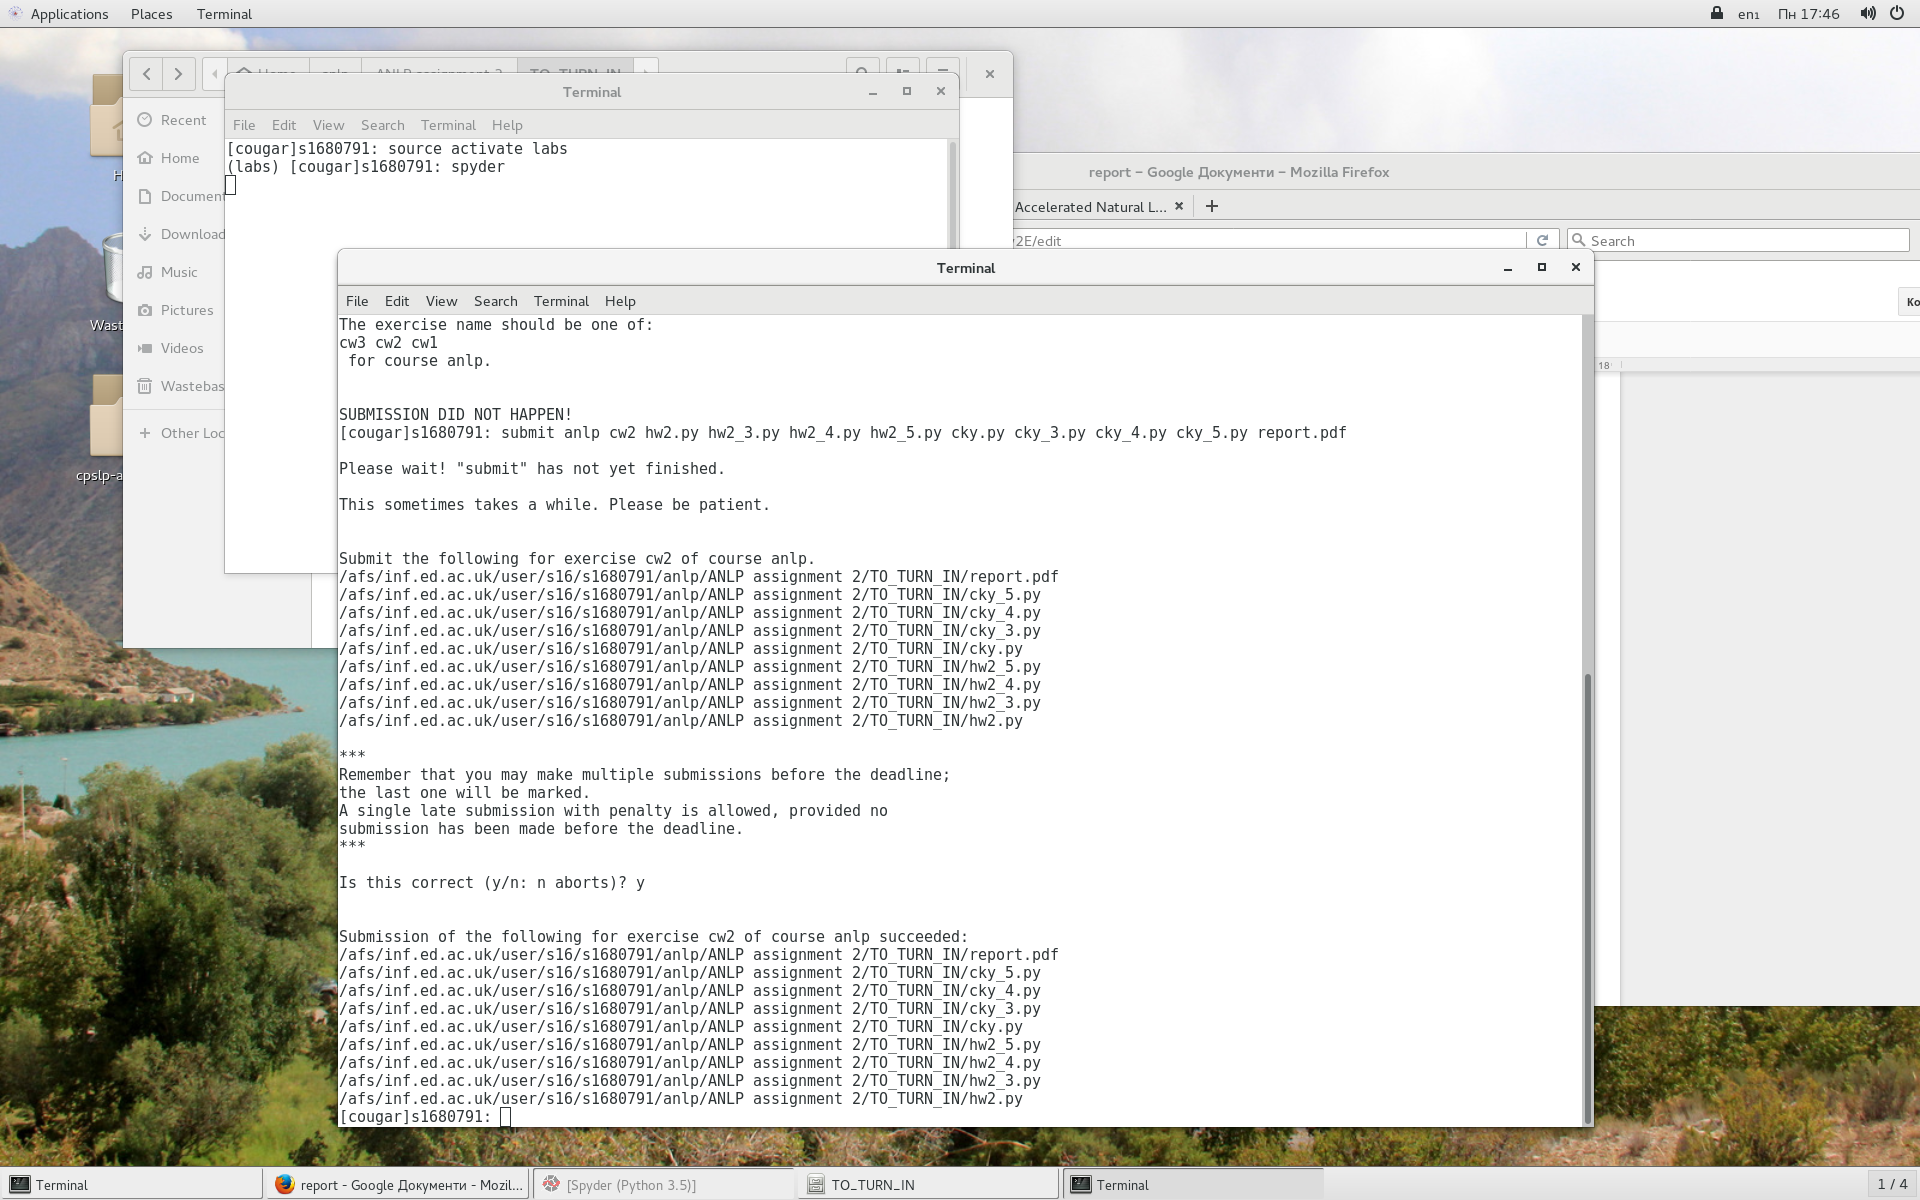 Applications Places Terminal
en₁ Пн 17:46
TO_TURN_IN
Recent
Home
Download
Music
Pictures
Videos
Other
Terminal
File Edit View Search Terminal Help
[cougar]s1680791: source activate labs
(labs) [cougar]s1680791: spyder
report – Google Документи – Mozilla Firefox
Accelerated Natural L...
2E/edit
Search
18
Terminal
File Edit View Search Terminal Help
The exercise name should be one of:
cw3 cw2 cw1
for course anlp.
SUBMISSION DID NOT HAPPEN!
[cougar]s1680791: submit anlp cw2 hw2.py hw2_3.py hw2_4.py hw2_5.py cky.py cky_3.py cky_4.py cky_5.py report.pdf
Please wait! "submit" has not yet finished.
This sometimes takes a while. Please be patient.
Submit the following for exercise cw2 of course anlp.
/afs/inf.ed.ac.uk/user/s16/s1680791/anlp/ANLP assignment 2/TO_TURN_IN/report.pdf
/afs/inf.ed.ac.uk/user/s16/s1680791/anlp/ANLP assignment 2/TO_TURN_IN/cky_5.py
/afs/inf.ed.ac.uk/user/s16/s1680791/anlp/ANLP assignment 2/TO_TURN_IN/cky_4.py
/afs/inf.ed.ac.uk/user/s16/s1680791/anlp/ANLP assignment 2/TO_TURN_IN/cky_3.py
/afs/inf.ed.ac.uk/user/s16/s1680791/anlp/ANLP assignment 2/TO_TURN_IN/cky.py
/afs/inf.ed.ac.uk/user/s16/s1680791/anlp/ANLP assignment 2/TO_TURN_IN/hw2_5.py
/afs/inf.ed.ac.uk/user/s16/s1680791/anlp/ANLP assignment 2/TO_TURN_IN/hw2_4.py
/afs/inf.ed.ac.uk/user/s16/s1680791/anlp/ANLP assignment 2/TO_TURN_IN/hw2_3.py
/afs/inf.ed.ac.uk/user/s16/s1680791/anlp/ANLP assignment 2/TO_TURN_IN/hw2.py
***
Remember that you may make multiple submissions before the deadline;
the last one will be marked.
A single late submission with penalty is allowed, provided no
submission has been made before the deadline.
***
Is this correct (y/n: n aborts)? y
Submission of the following for exercise cw2 of course anlp succeeded:
/afs/inf.ed.ac.uk/user/s16/s1680791/anlp/ANLP assignment 2/TO_TURN_IN/report.pdf
/afs/inf.ed.ac.uk/user/s16/s1680791/anlp/ANLP assignment 2/TO_TURN_IN/cky_5.py
/afs/inf.ed.ac.uk/user/s16/s1680791/anlp/ANLP assignment 2/TO_TURN_IN/cky_4.py
/afs/inf.ed.ac.uk/user/s16/s1680791/anlp/ANLP assignment 2/TO_TURN_IN/cky_3.py
/afs/inf.ed.ac.uk/user/s16/s1680791/anlp/ANLP assignment 2/TO_TURN_IN/cky.py
/afs/inf.ed.ac.uk/user/s16/s1680791/anlp/ANLP assignment 2/TO_TURN_IN/hw2_5.py
/afs/inf.ed.ac.uk/user/s16/s1680791/anlp/ANLP assignment 2/TO_TURN_IN/hw2_4.py
/afs/inf.ed.ac.uk/user/s16/s1680791/anlp/ANLP assignment 2/TO_TURN_IN/hw2_3.py
/afs/inf.ed.ac.uk/user/s16/s1680791/anlp/ANLP assignment 2/TO_TURN_IN/hw2.py
[cougar]s1680791:
Terminal
report - Google Документи - Mozil...
[Spyder (Python 3.5)]
TO_TURN_IN
Terminal
1 / 4